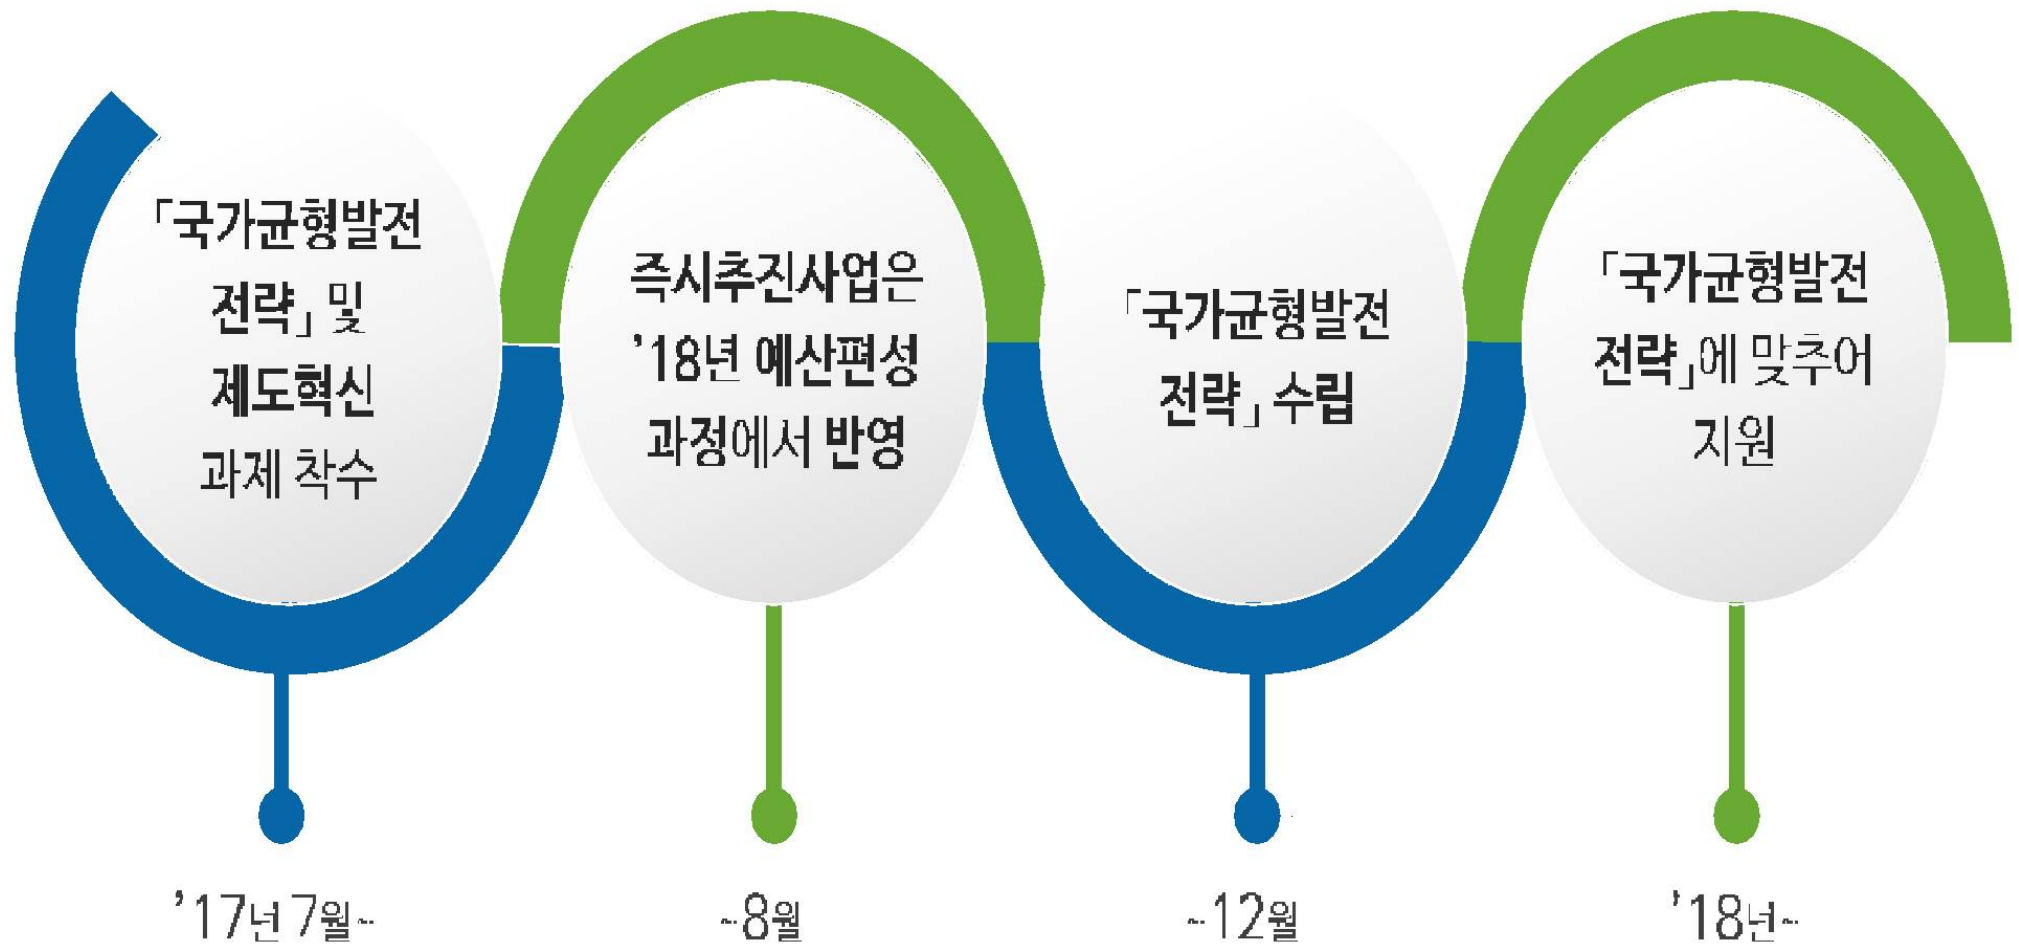 「국가균형발전
전략」 및
제도혁신
과제 착수
즉시추진사업은
’18년 예산편성
과정에서 반영
「국가균형발전
전략」 수립
「국가균형발전
전략」에 맞추어
지원
’17년 7월~
~8월
~12월
’18년~